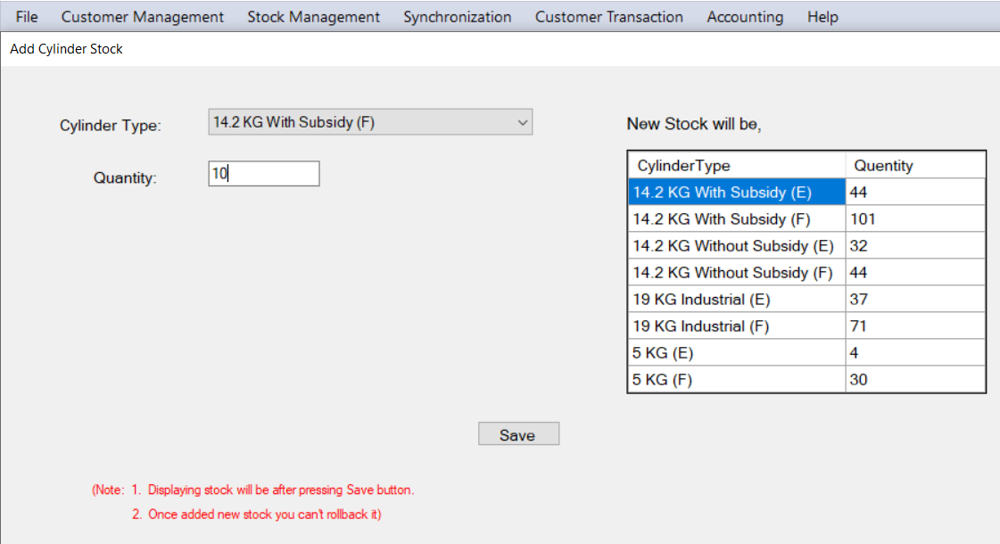 File Customer Management Stock Management Synchronization Customer Transaction Accounting Help
Add Cylinder Stock
Cylinder Type: 14.2 KG With Subsidy (F)
Quantity: 10
New Stock will be,
CylinderType Quentity
14.2 KG With Subsidy (E) 44
14.2 KG With Subsidy (F) 101
14.2 KG Without Subsidy (E) 32
14.2 KG Without Subsidy (F) 44
19 KG Industrial (E) 37
19 KG Industrial (F) 71
5 KG (E) 4
5 KG (F) 30
Save
(Note: 1. Displaying stock will be after pressing Save button.
2. Once added new stock you can't rollback it)